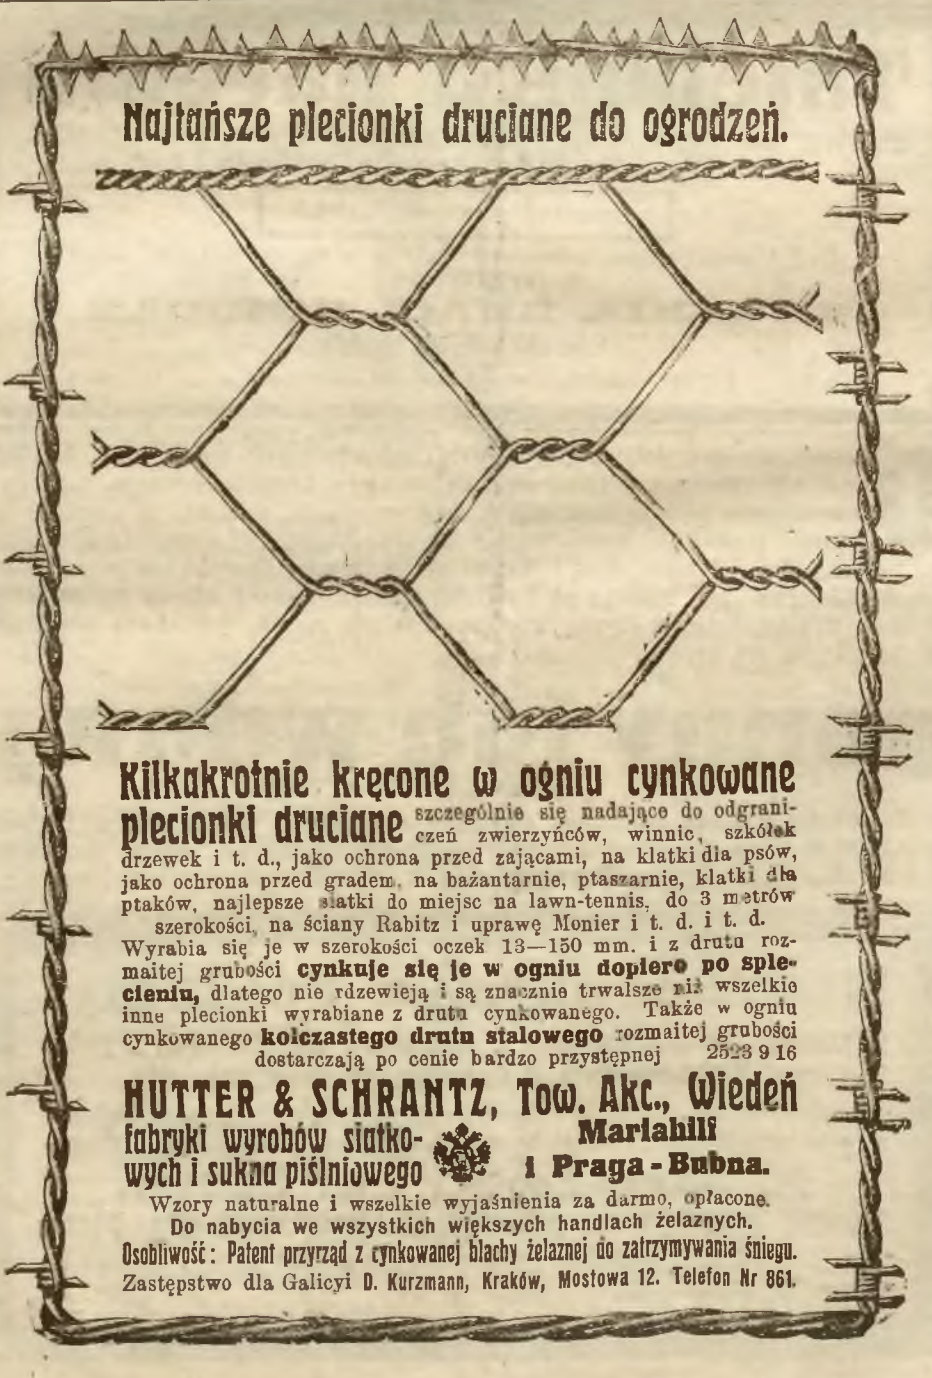 Najtańsze plecionki druciane do ogrodzeń.
Kilkakrotnie kręcone w ogniu cynkowane
plecionki druciane szczególnie się nadające do odgrani-
czeń zwierzyńców, winnic, szkółek
drzewek i t. d., jako ochrona przed zającami, na klatki dla psów,
jako ochrona przed gradem, na bażantarnie, ptaszarnie, klatki dla
ptaków, najlepsze siatki do miejsc na lawn-tennis, do 3 metrów
szerokości, na ściany Rabitz i uprawę Monier i t. d. i t. d.
Wyrabia się je w szerokości oczek 13—150 mm. i z drutu roz-
maitej grubości cynkuje się je w ogniu dopiero po sple-
cieniu, dlatego nie rdzewieją i są znacznie trwalsze niż wszelkie
inne plecionki wyrabiane z drutu cynkowanego. Także w ogniu
cynkowanego kolczastego drutu stalowego rozmaitej grubości
dostarczają po cenie bardzo przystępnej 2523 9 16
HUTTER & SCHRANTZ, Tow. Akc., Wiedeń
fabryki wyrobów siatko-
wych i sukna pilśniowego
Mariahilf
i Praga-Bubna.
Wzory naturalne i wszelkie wyjaśnienia za darmo, opłacone.
Do nabycia we wszystkich większych handlach żelaznych.
Osobliwość: Patent przyrząd z cynkowanej blachy żelaznej do zatrzymywania śniegu.
Zastępstwo dla Galicyi D. Kurzmann, Kraków, Mostowa 12. Telefon Nr 861.